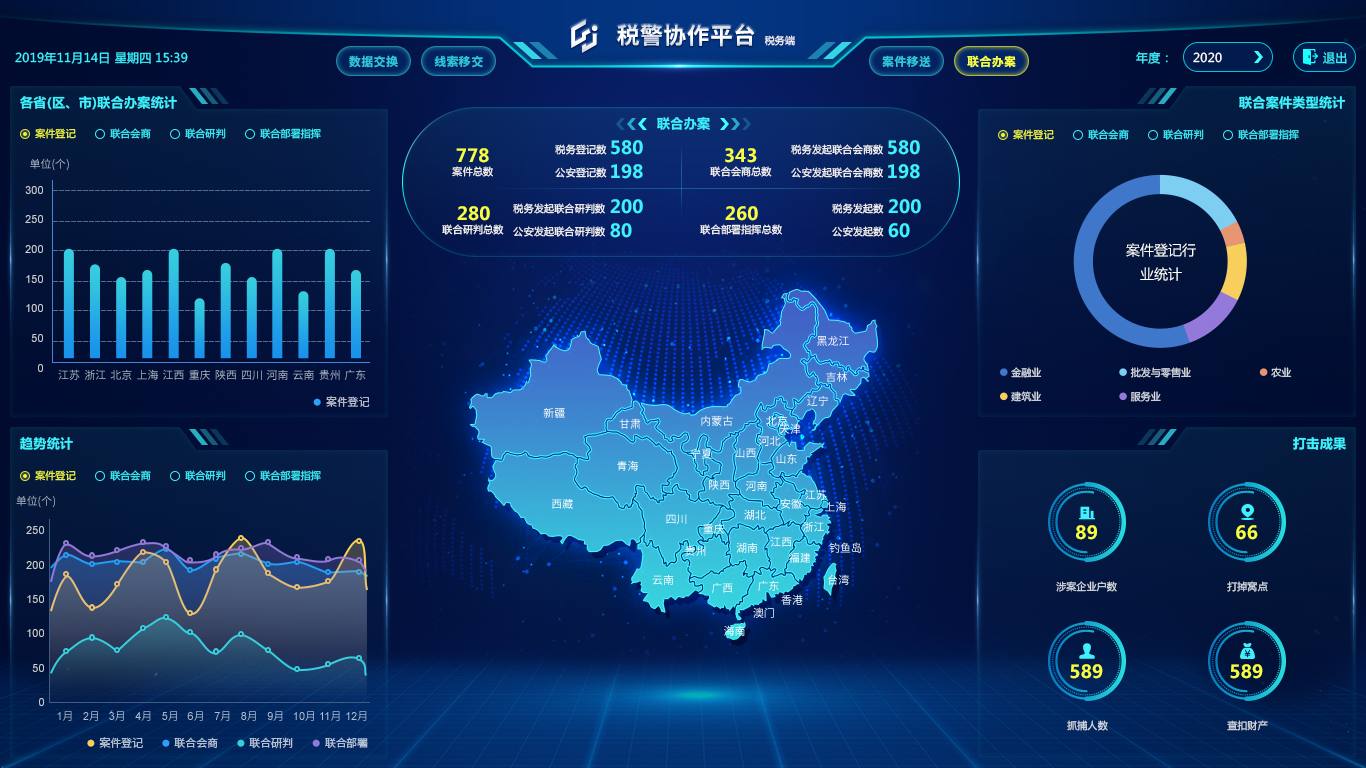 税警协作平台 税务端
2019年11月14日 星期四 15:39
数据交换
线索移交
案件移送
联合办案
年度：
2020
退出
各省(区、市)联合办案统计
案件登记 联合会商 联合研判 联合部署指挥
单位(个)
300
250
200
150
100
50
0
江苏 浙江 北京 上海 江西 重庆 陕西 四川 河南 云南 贵州 广东
案件登记
趋势统计
案件登记 联合会商 联合研判 联合部署指挥
单位(个)
250
200
150
100
50
0
1月 2月 3月 4月 5月 6月 7月 8月 9月 10月 11月 12月
案件登记 联合会商 联合研判 联合部署
联合办案
778
案件总数
税务登记数 580
公安登记数 198
343
联合会商总数
税务发起联合会商数 580
公安发起联合会商数 198
280
联合研判总数
税务发起联合研判数 200
公安发起联合研判数 80
260
联合部署指挥总数
税务发起数 200
公安发起数 60
黑龙江
吉林
辽宁
新疆
甘肃
内蒙古
北京
天津
河北
宁夏
山西
山东
青海
陕西
河南
江苏
西藏
安徽
上海
四川
湖北
重庆
浙江
江西
贵州
湖南
钓鱼岛
福建
云南
广西
广东
台湾
香港
澳门
海南
联合案件类型统计
案件登记 联合会商 联合研判 联合部署指挥
案件登记行
业统计
金融业 批发与零售业 农业
建筑业 服务业
打击成果
89
涉案企业户数
66
打掉窝点
589
抓捕人数
589
查扣财产